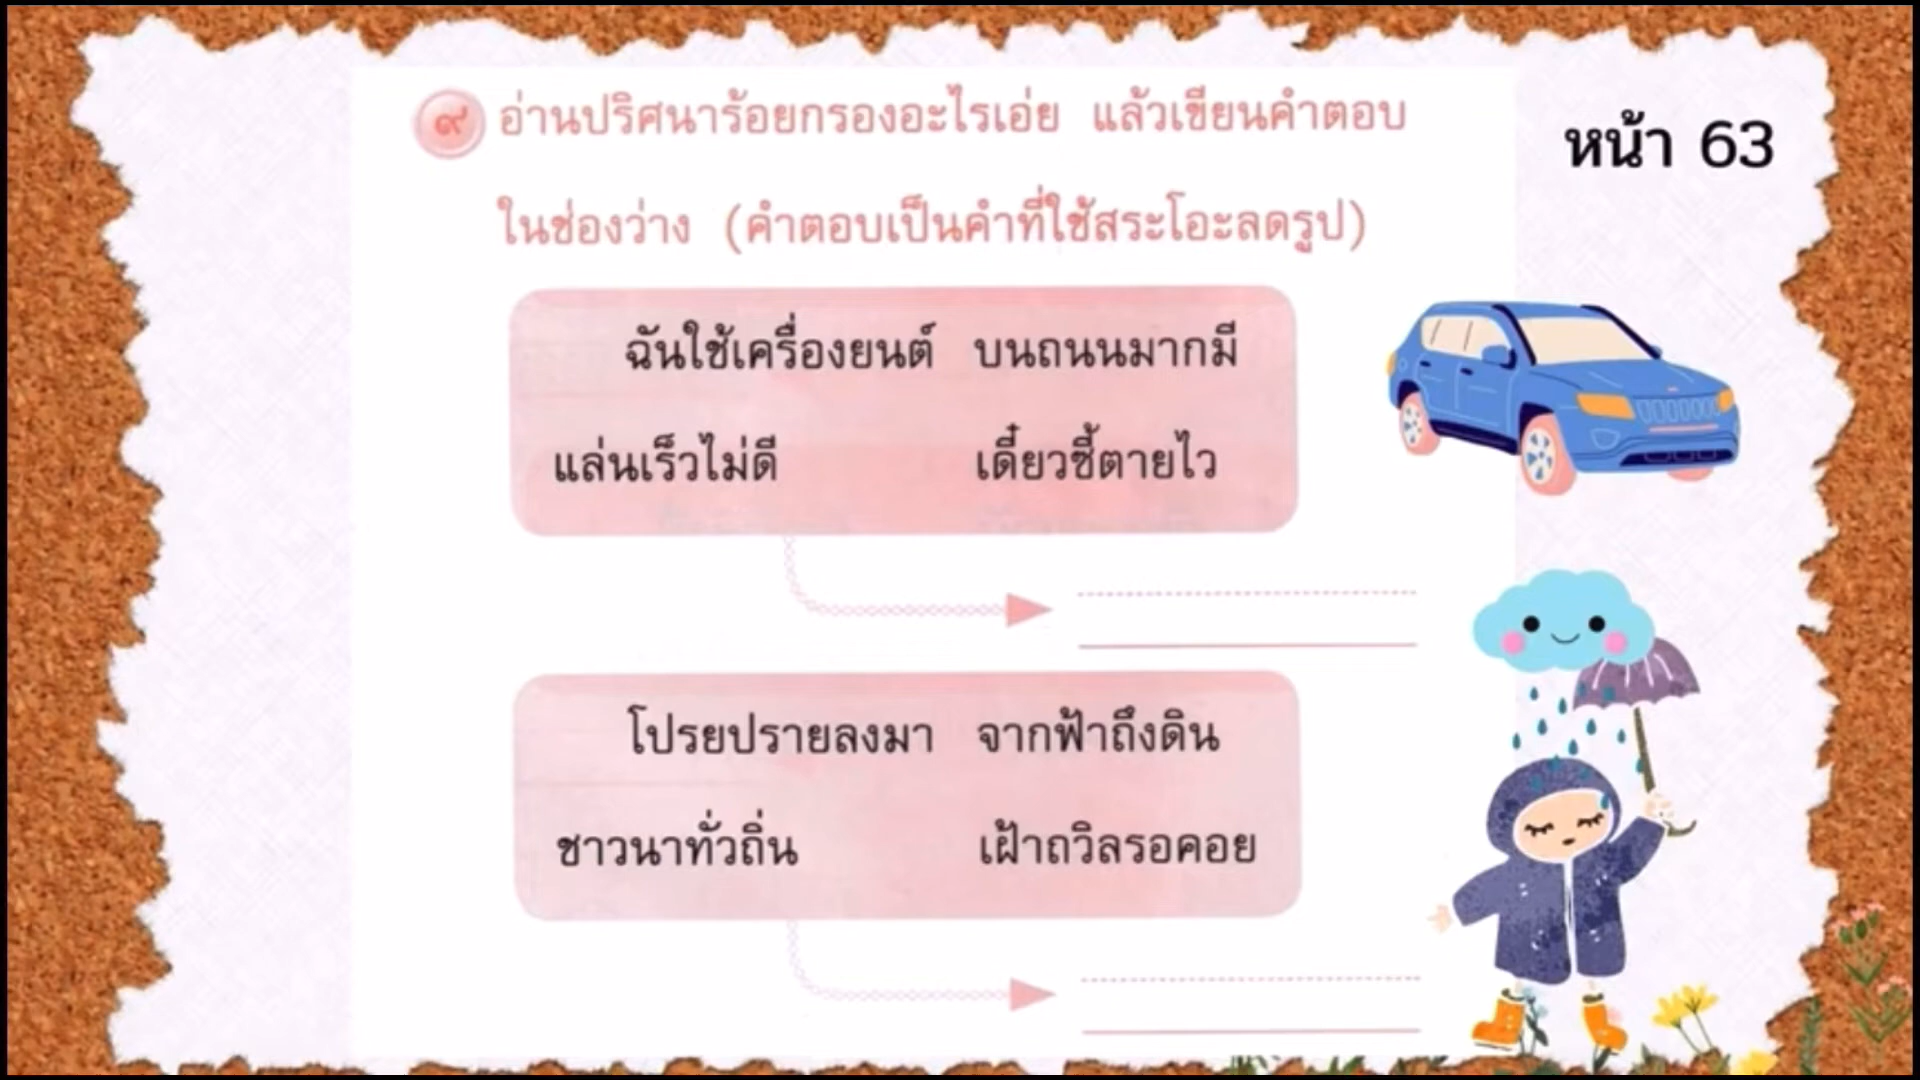 ๙ อ่านปริศนาร้อยกรองอะไรเอ่ย แล้วเขียนคำตอบ
ในช่องว่าง (คำตอบเป็นคำที่ใช้สระโอะลดรูป)
หน้า 63
ฉันใช้เครื่องยนต์ บนถนนมากมี
แล่นเร็วไม่ดี เดี๋ยวซี้ตายไว
โปรยปรายลงมา จากฟ้าถึงดิน
ชาวนาทั่วถิ่น เฝ้าถวิลรอคอย